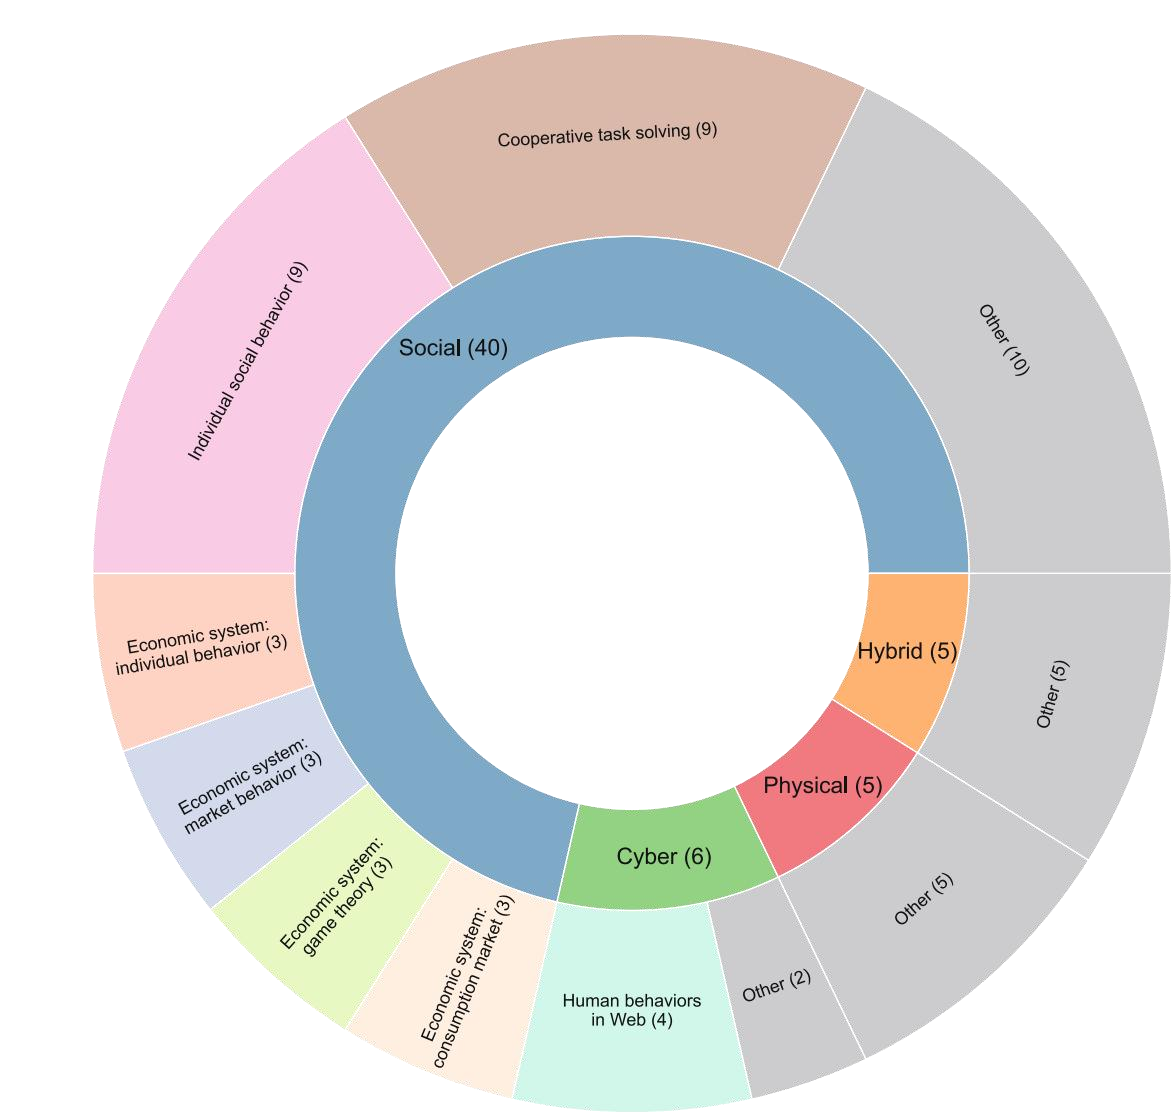 Cooperative task solving (9)
Other (10)
Individual social behavior (9)
Social (40)
Economic system:
individual behavior (3)
Hybrid (5)
Other (5)
Economic system:
market behavior (3)
Physical (5)
Economic system:
game theory (3)
Cyber (6)
Other (5)
Economic system:
consumption market (3)
Human behaviors
in Web (4)
Other (2)